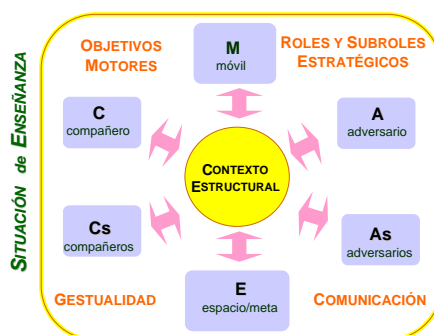 OBJETIVOS
MOTORES
M
móvil
ROLES Y SUBROLES
ESTRATÉGICOS
C
compañero
A
adversario
CONTEXTO
ESTRUCTURAL
Cs
compañeros
As
adversarios
E
espacio/meta
GESTUALIDAD
COMUNICACIÓN
SITUACIÓN de ENSEÑANZA